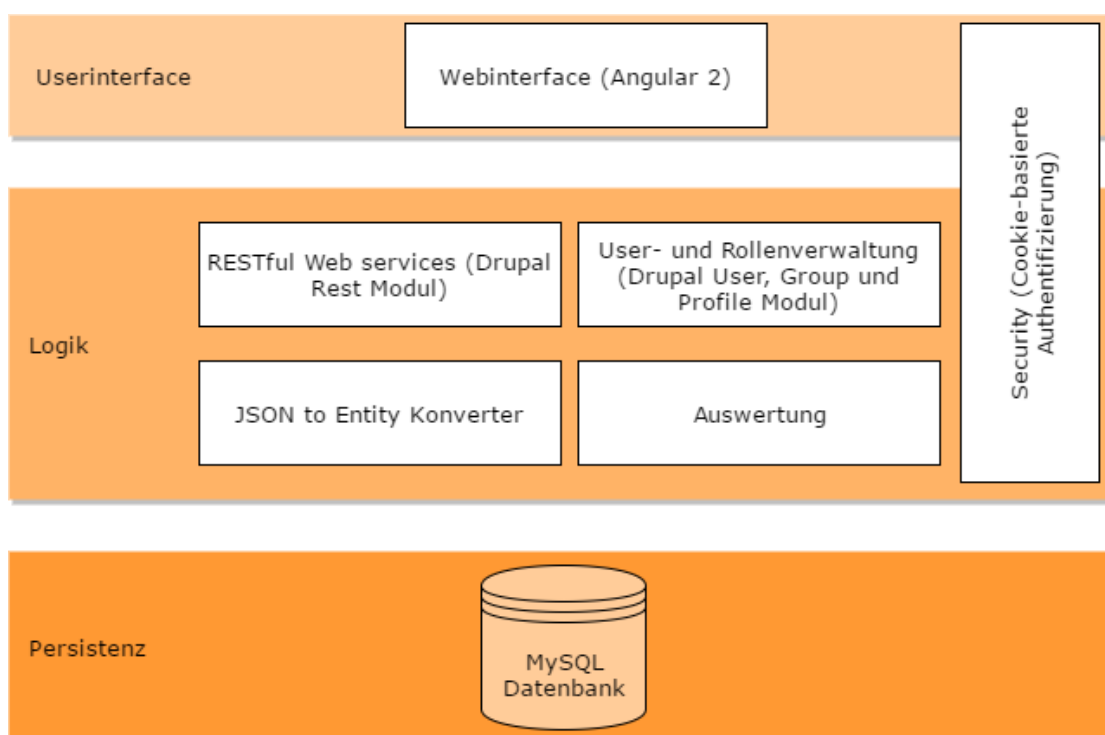 Userinterface
Webinterface (Angular 2)
Security (Cookie-basierte
Authentifizierung)
Logik
RESTful Web services (Drupal
Rest Modul)
User- und Rollenverwaltung
(Drupal User, Group und
Profile Modul)
JSON to Entity Konverter
Auswertung
Persistenz
MySQL
Datenbank